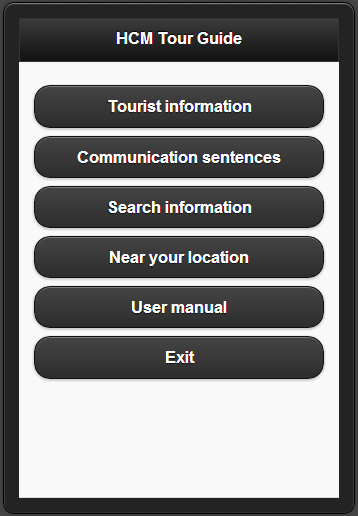 HCM Tour Guide
Tourist information
Communication sentences
Search information
Near your location
User manual
Exit